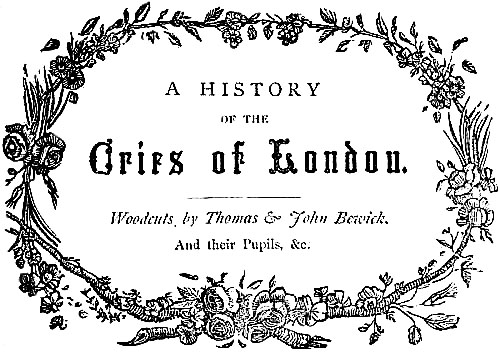 A HISTORY
OF THE
Cries of London.
Woodcuts, by Thomas & John Bewick.
And their Pupils, &c.